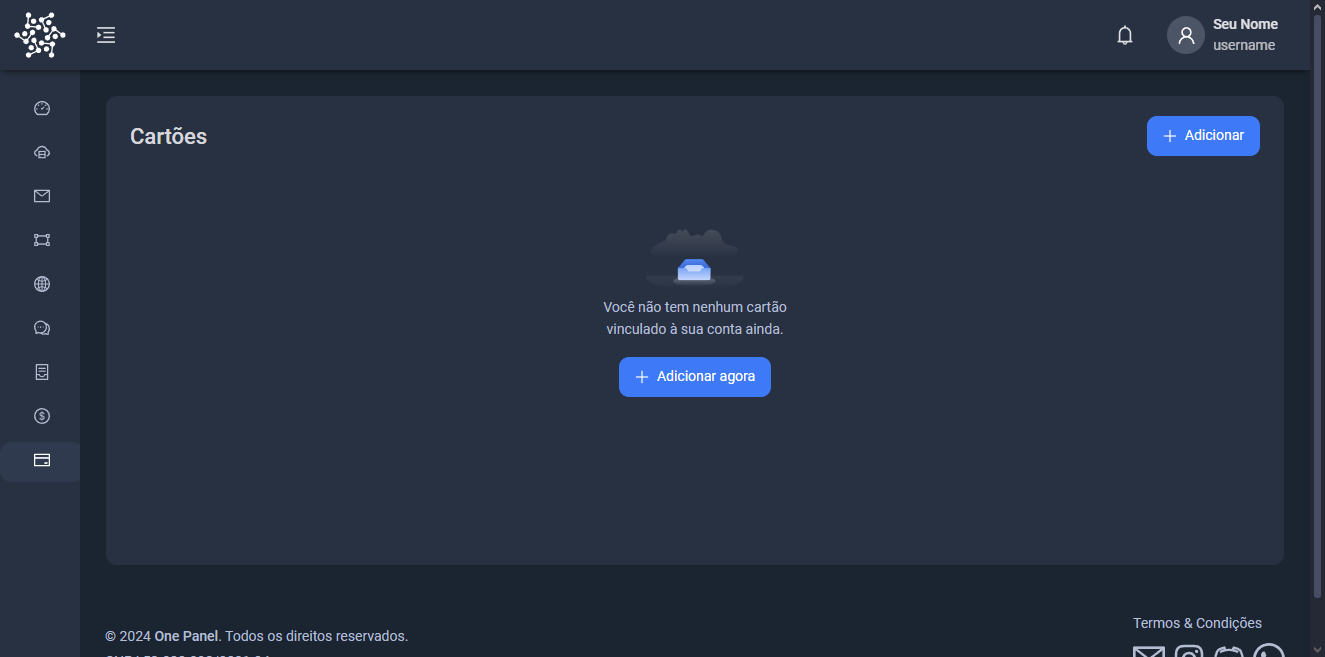 Seu Nome
username
Cartões
Adicionar
Você não tem nenhum cartão
vinculado à sua conta ainda.
Adicionar agora
Termos & Condições
© 2024 One Panel. Todos os direitos reservados.